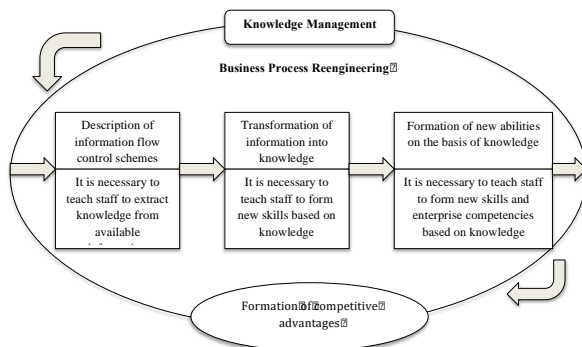 Knowledge Management
Business Process Reengineering
Description of
information flow
control schemes
It is necessary to
teach staff to extract
knowledge from
available
Transformation of
information into
knowledge
It is necessary to
teach staff to form
new skills based on
knowledge
Formation of new abilities
on the basis of knowledge
It is necessary to teach staff
to form new skills and
enterprise competencies
based on knowledge
Formation of competitive
advantages